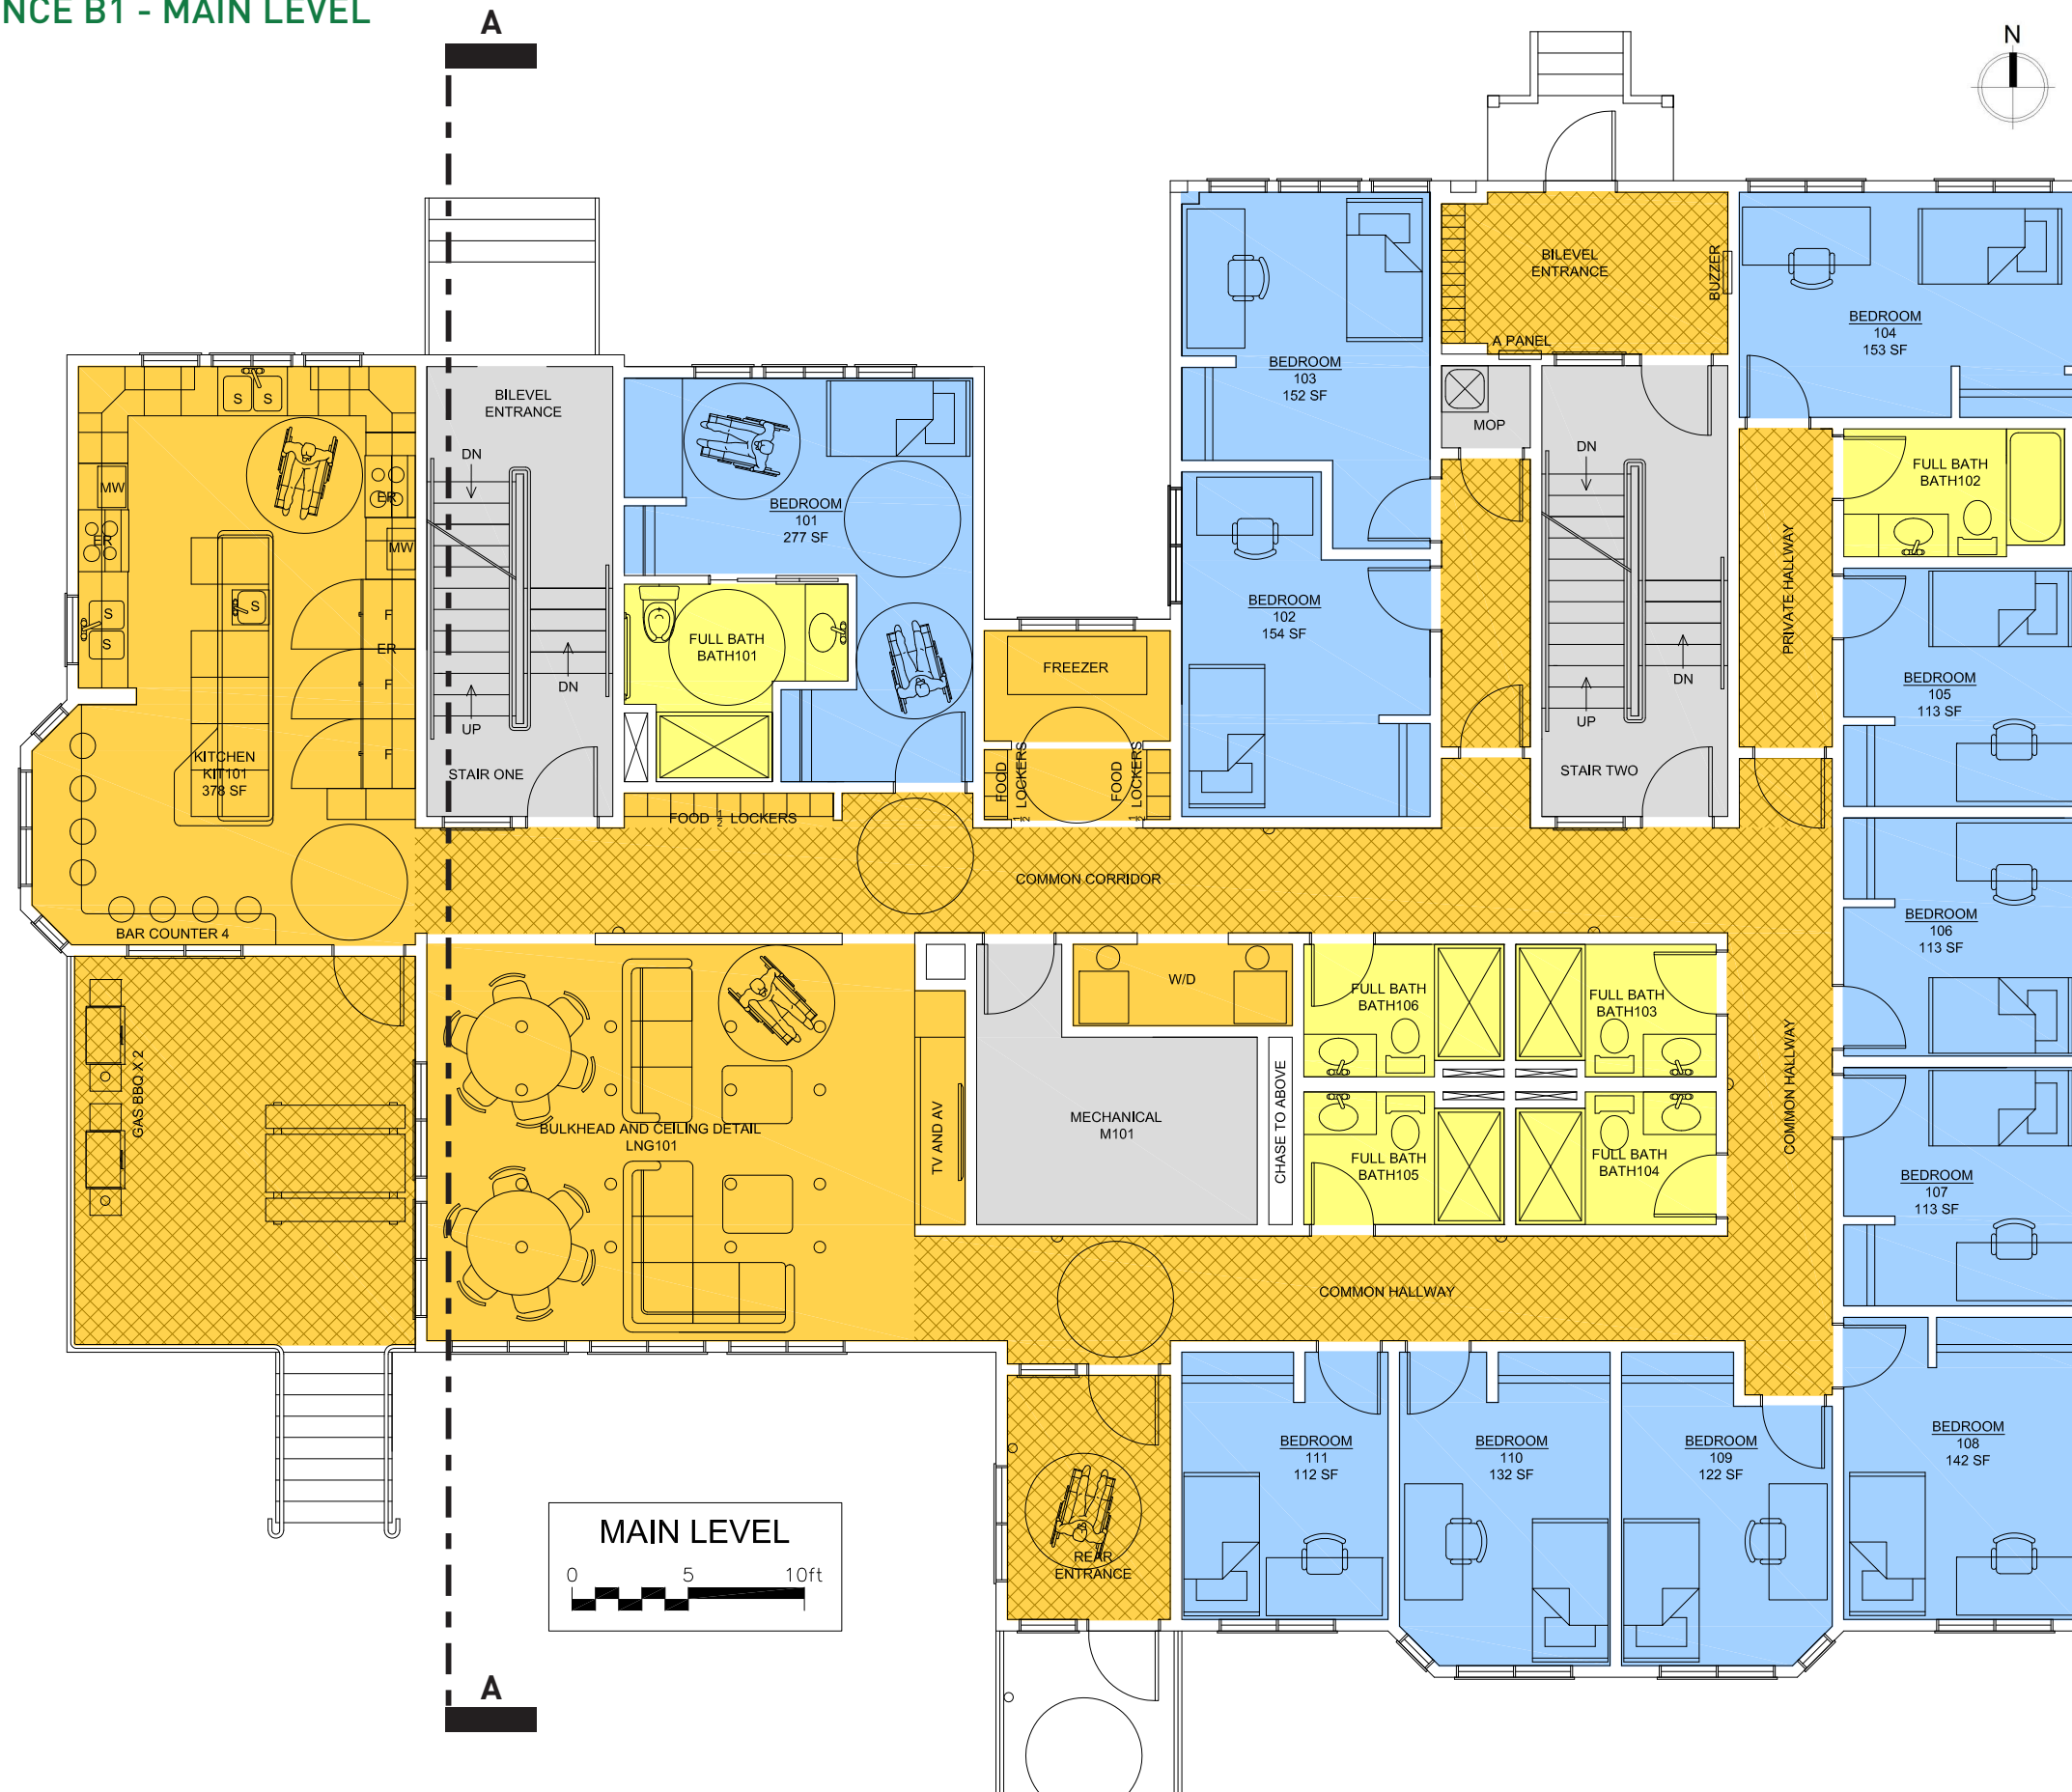 NCE B1 - MAIN LEVEL
A
N
BILEVEL
ENTRANCE
BUZZER
A PANEL
BEDROOM
104
153 SF
BEDROOM
103
152 SF
MOP
BILEVEL
ENTRANCE
S
S
DN
MW
ER
ER
MW
BEDROOM
101
277 SF
DN
FULL BATH
BATH102
PRIVATE HALLWAY
S
S
S
F
ER
F
F
FULL BATH
BATH101
DN
UP
STAIR ONE
FREEZER
FOOD
LOCKERS
1
2
FOOD
LOCKERS
1
2
BEDROOM
102
154 SF
DN
UP
STAIR TWO
BEDROOM
105
113 SF
KITCHEN
KIT101
378 SF
FOOD 1/2 LOCKERS
COMMON CORRIDOR
BAR COUNTER 4
BEDROOM
106
113 SF
W/D
FULL BATH
BATH106
FULL BATH
BATH103
COMMON HALLWAY
GAS BBQ X 2
BULKHEAD AND CEILING DETAIL
LNG101
TV AND AV
MECHANICAL
M101
CHASE TO ABOVE
FULL BATH
BATH105
FULL BATH
BATH104
BEDROOM
107
113 SF
COMMON HALLWAY
BEDROOM
111
112 SF
BEDROOM
110
132 SF
BEDROOM
109
122 SF
BEDROOM
108
142 SF
REAR
ENTRANCE
MAIN LEVEL
0 5 10ft
A